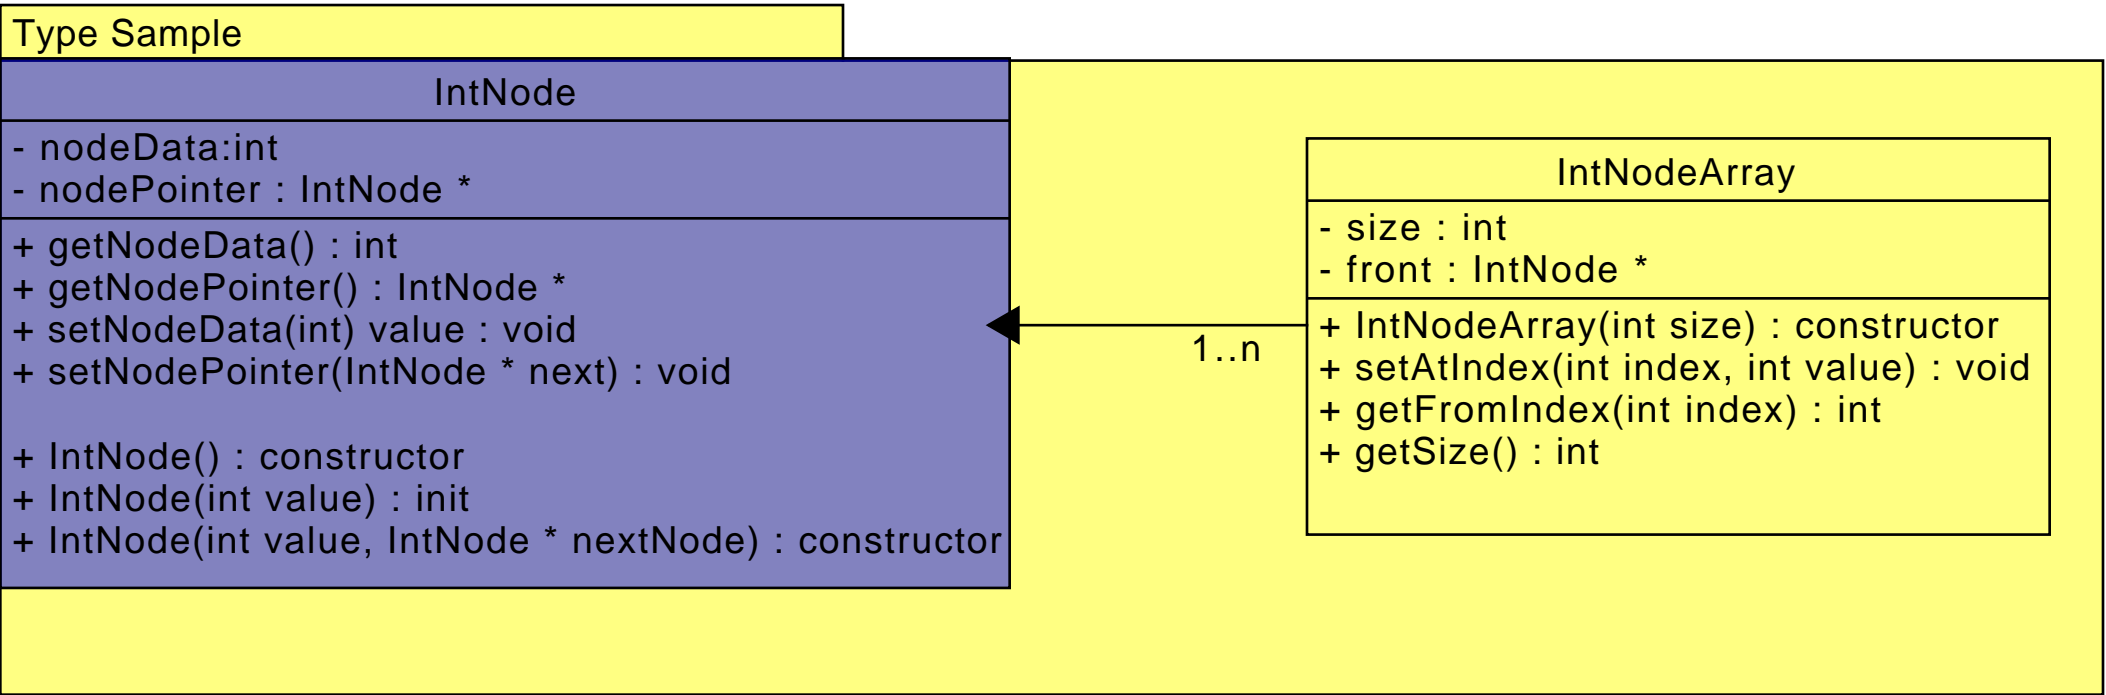 Type Sample
IntNode
- nodeData:int
- nodePointer : IntNode *
+ getNodeData() : int
+ getNodePointer() : IntNode *
+ setNodeData(int) value : void
+ setNodePointer(IntNode * next) : void
+ IntNode() : constructor
+ IntNode(int value) : init
+ IntNode(int value, IntNode * nextNode) : constructor
1..n
IntNodeArray
- size : int
- front : IntNode *
+ IntNodeArray(int size) : constructor
+ setAtIndex(int index, int value) : void
+ getFromIndex(int index) : int
+ getSize() : int